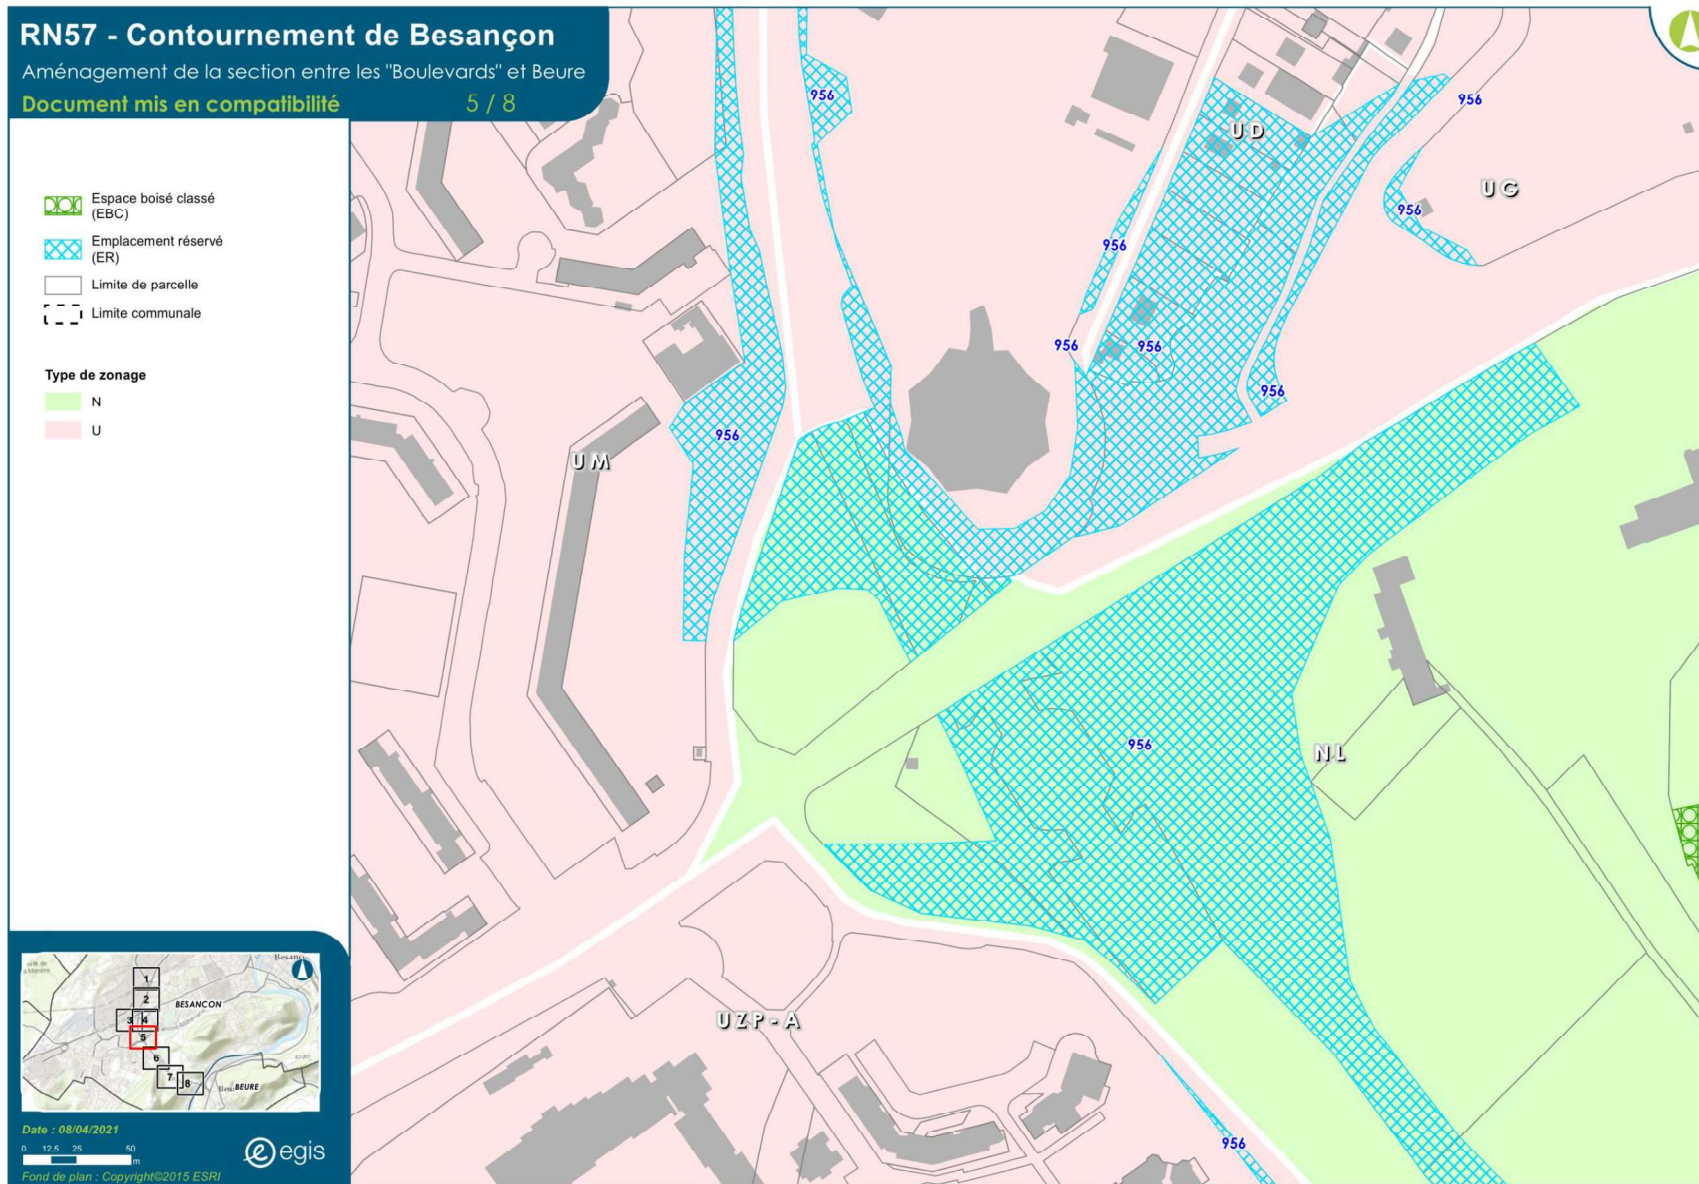 RN57 - Contournement de Besançon
Aménagement de la section entre les "Boulevards" et Beure
Document mis en compatibilité 5 / 8
Espace boisé classé
(EBC)
Emplacement réservé
(ER)
Limite de parcelle
Limite communale
Type de zonage
N
U
956
956
UD
UG
956
956
956
956
956
956
UM
956
NL
UZP-A
956
1
2
BESANCON
3
4
5
6
7
8
BEURE
Date : 08/04/2021
0 12,5 25 50
m
egis
Fond de plan : Copyright©2015 ESRI